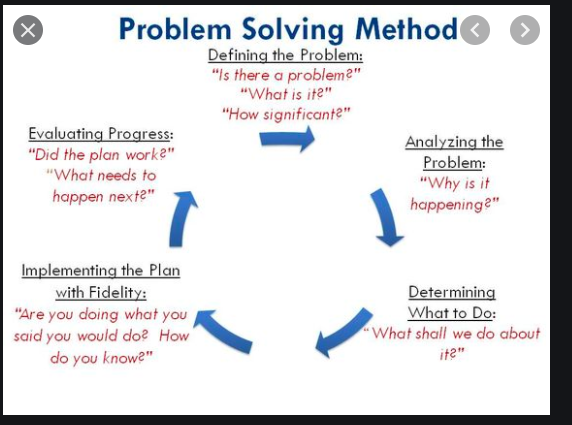 Problem Solving Method
Defining the Problem:
“Is there a problem?”
“What is it?”
“How significant?”
Analyzing the
Problem:
“Why is it
happening?”
Determining
What to Do:
“What shall we do about
it?”
Implementing the Plan
with Fidelity:
“Are you doing what you
said you would do? How
do you know?”
Evaluating Progress:
“Did the plan work?”
“What needs to
happen next?”